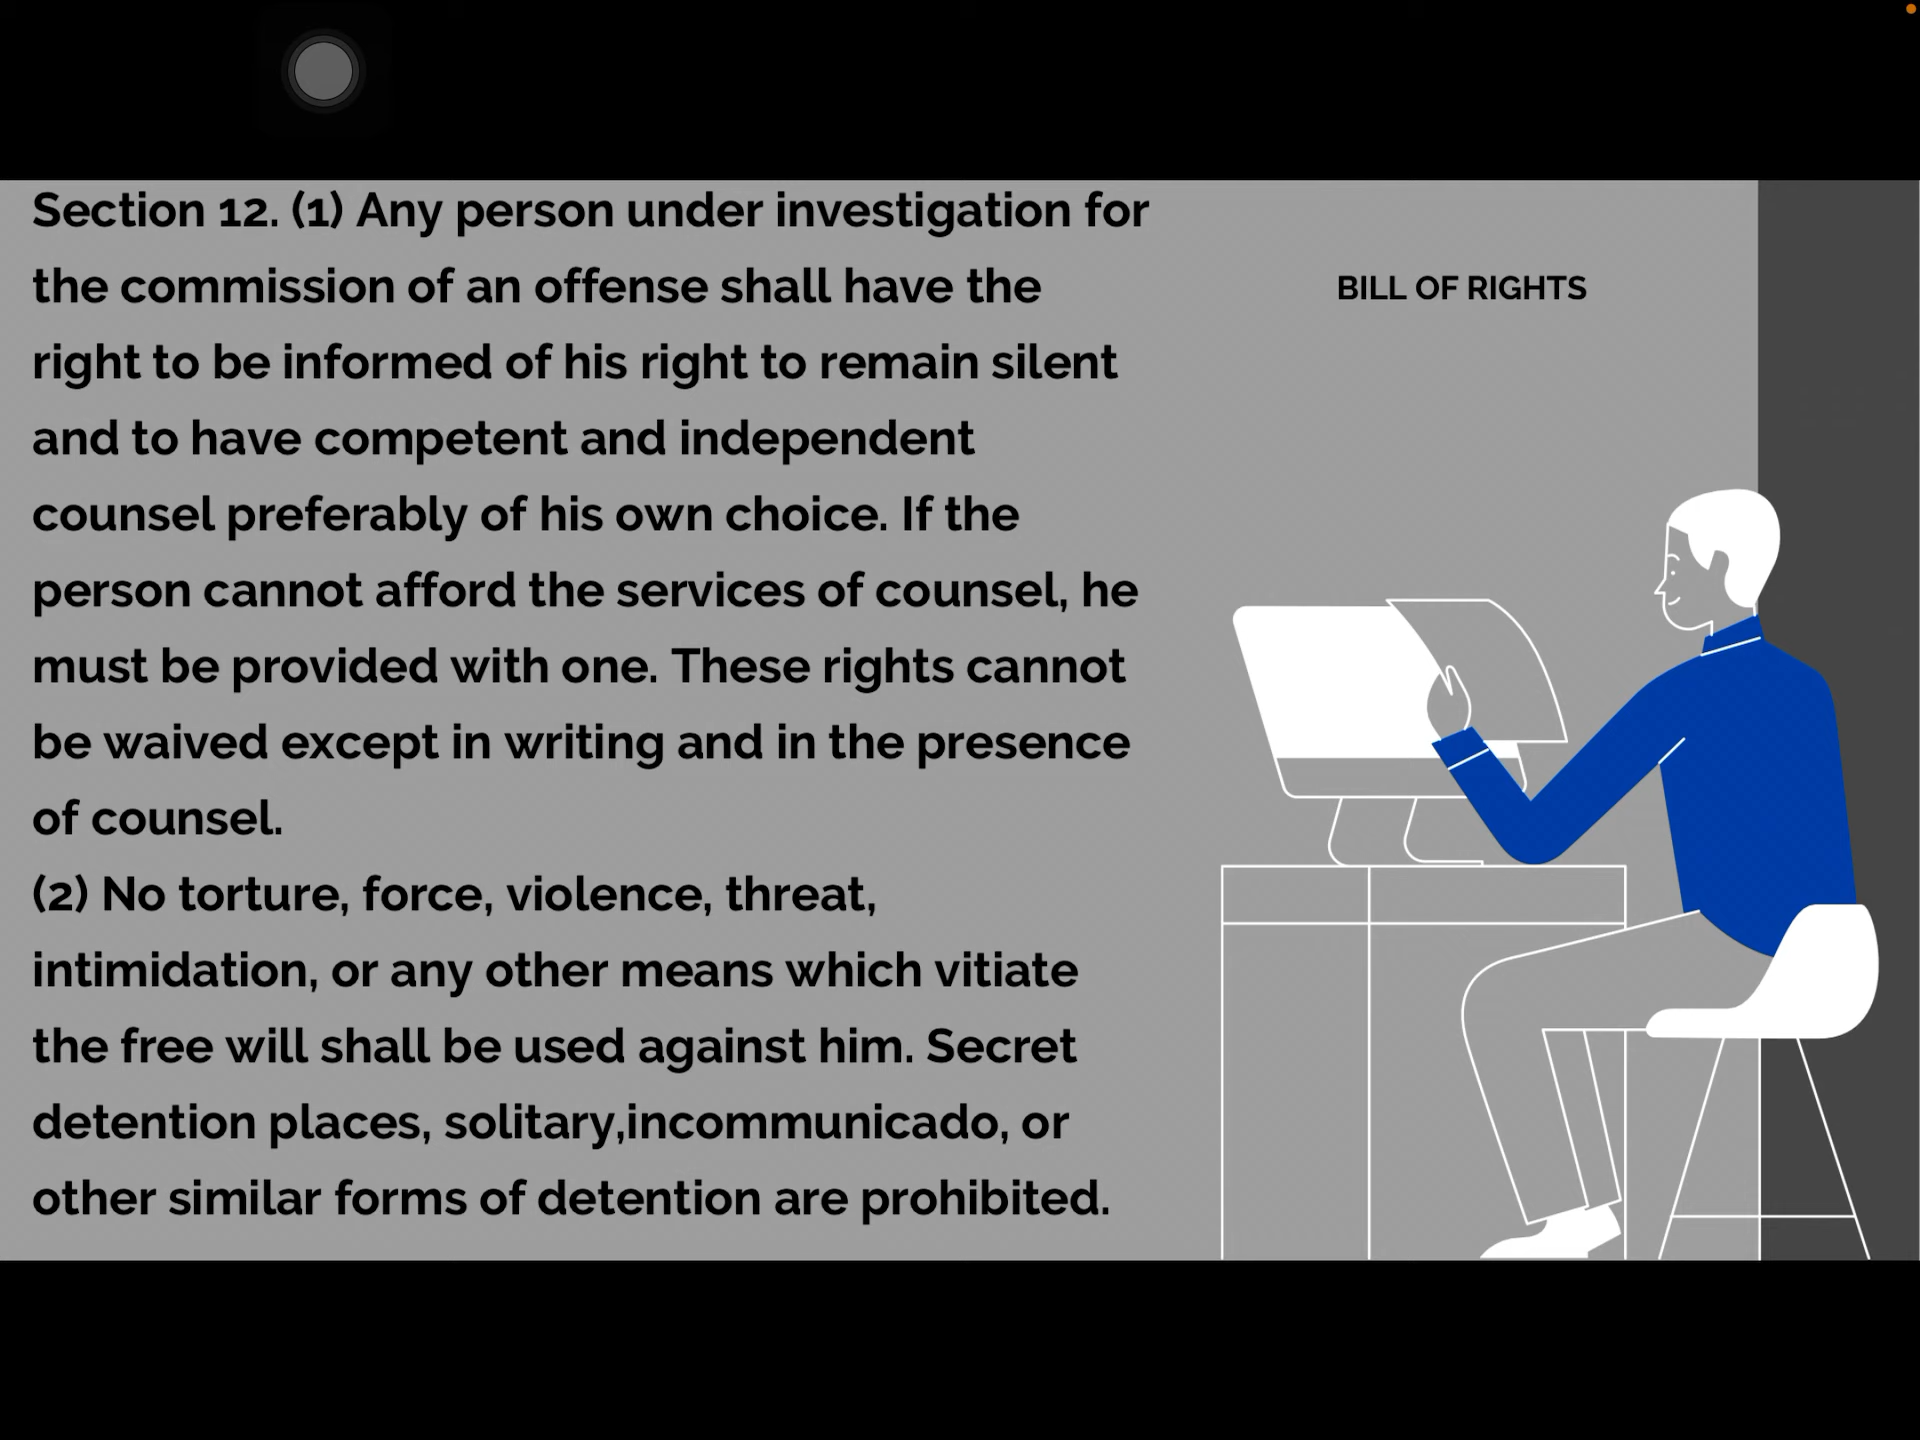 Section 12. (1) Any person under investigation for
the commission of an offense shall have the
right to be informed of his right to remain silent
and to have competent and independent
counsel preferably of his own choice. If the
person cannot afford the services of counsel, he
must be provided with one. These rights cannot
be waived except in writing and in the presence
of counsel.
(2) No torture, force, violence, threat,
intimidation, or any other means which vitiate
the free will shall be used against him. Secret
detention places, solitary,incommunicado, or
other similar forms of detention are prohibited.
BILL OF RIGHTS